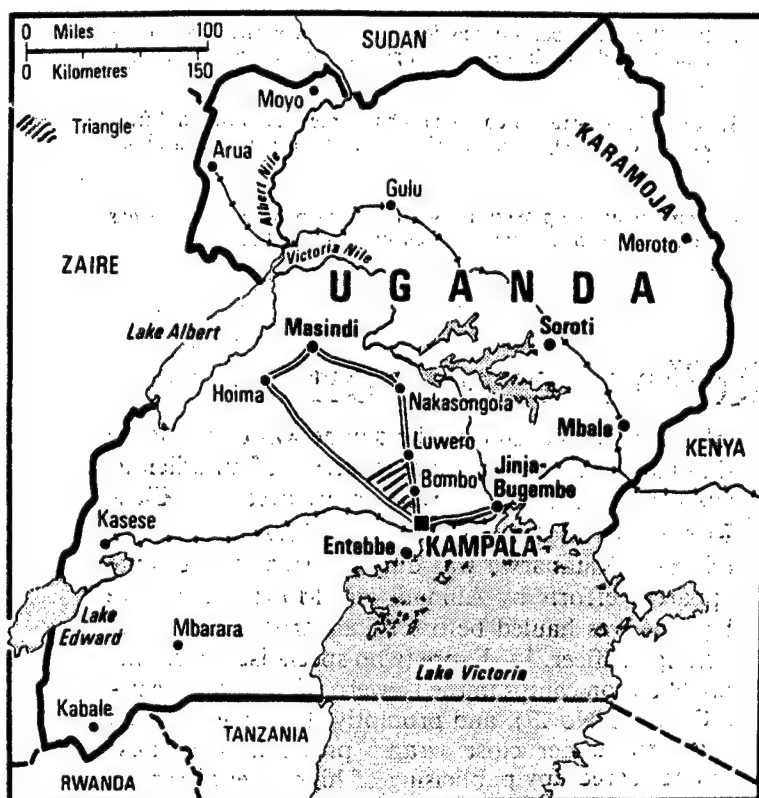 0 Miles 100
SUDAN
0 Kilometres 150
Moyo
Triangle
KARAMOJA
Arua
Albert Nile
Gulu
Moroto
Victoria Nile
ZAIRE
UGANDA
Lake Albert
Masindi
Soroti
Hoima
Nakasongola
Luwero
Mbale
KENYA
Bombo
Jinja-
Bugembe
Kasese
Entebbe
KAMPALA
Lake
Edward
Mbarara
Lake Victoria
Kabale
TANZANIA
RWANDA